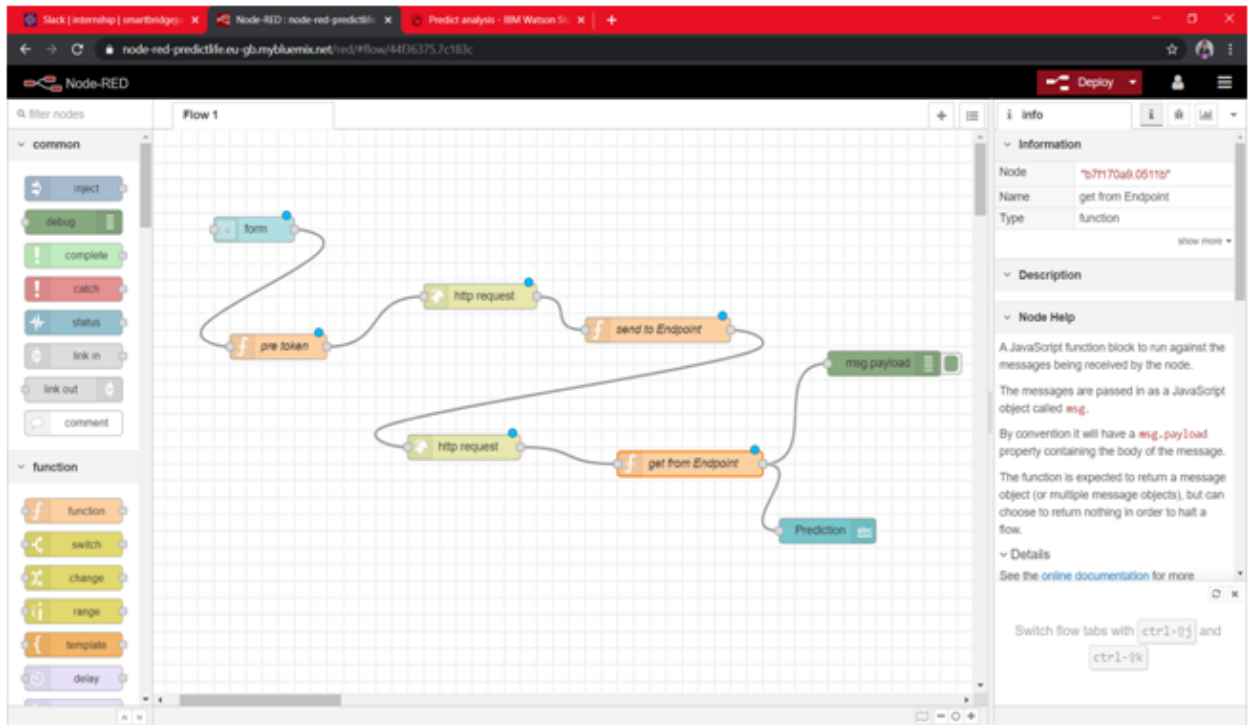 Slack | internship | smartbridge
Node-RED : node-red-predictlife
Predict analysis - IBM Watson St
node-red-predictlife.eu-gb.mybluemix.net/red/#flow/44f36375.7c183c
Node-RED
Deploy
filter nodes
Flow 1
info
common
inject
debug
complete
catch
status
link in
link out
comment
function
function
switch
change
range
template
delay
form
http request
pre token
send to Endpoint
msg.payload
http request
get from Endpoint
Prediction
abc
Information
Node "b7f170a9.0511b"
Name get from Endpoint
Type function
show more
Description
Node Help
A JavaScript function block to run against the
messages being received by the node.
The messages are passed in as a JavaScript
object called msg.
By convention it will have a msg.payload
property containing the body of the message.
The function is expected to return a message
object (or multiple message objects), but can
choose to return nothing in order to halt a
flow.
Details
See the online documentation for more
Switch flow tabs with ctrl-⇧j and
ctrl-⇧k